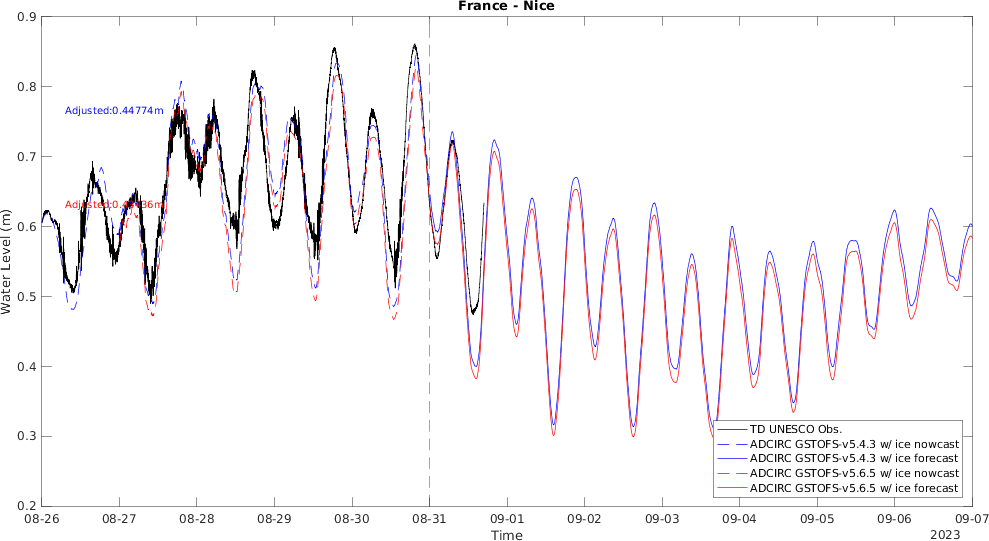 France - Nice
0.9
0.8
0.7
0.6
0.5
0.4
0.3
0.2
Water Level (m)
Adjusted:0.44774m
TD UNESCO Obs.
ADCIRC GSTOFS-v5.4.3 w/ ice nowcast
ADCIRC GSTOFS-v5.4.3 w/ ice forecast
ADCIRC GSTOFS-v5.6.5 w/ ice nowcast
ADCIRC GSTOFS-v5.6.5 w/ ice forecast
08-26 08-27 08-28 08-29 08-30 08-31 09-01 09-02 09-03 09-04 09-05 09-06 09-07
Time
2023